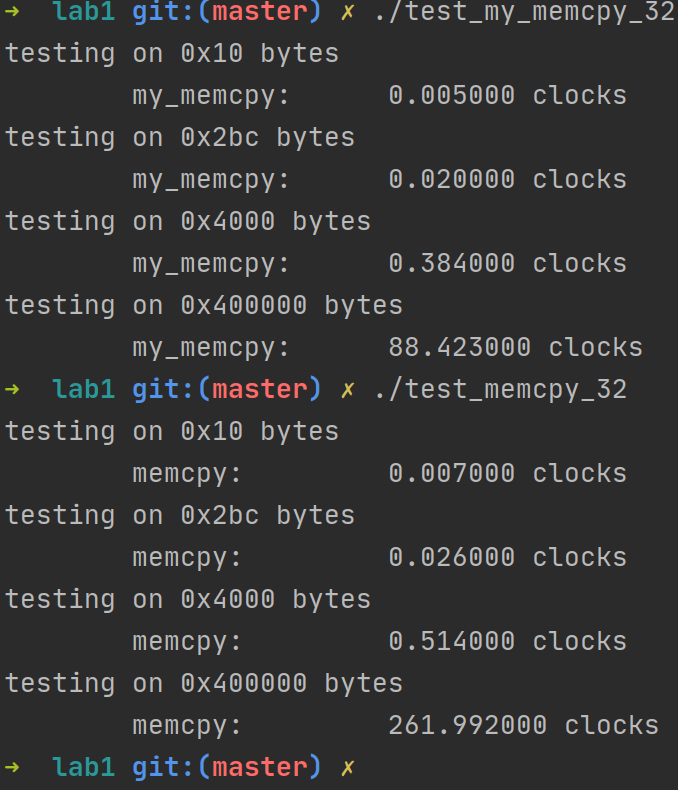 → lab1 git:(master) ✗ ./test_my_memcpy_32
testing on 0x10 bytes
my_memcpy: 0.005000 clocks
testing on 0x2bc bytes
my_memcpy: 0.020000 clocks
testing on 0x4000 bytes
my_memcpy: 0.384000 clocks
testing on 0x400000 bytes
my_memcpy: 88.423000 clocks
→ lab1 git:(master) ✗ ./test_memcpy_32
testing on 0x10 bytes
memcpy: 0.007000 clocks
testing on 0x2bc bytes
memcpy: 0.026000 clocks
testing on 0x4000 bytes
memcpy: 0.514000 clocks
testing on 0x400000 bytes
memcpy: 261.992000 clocks
→ lab1 git:(master) ✗